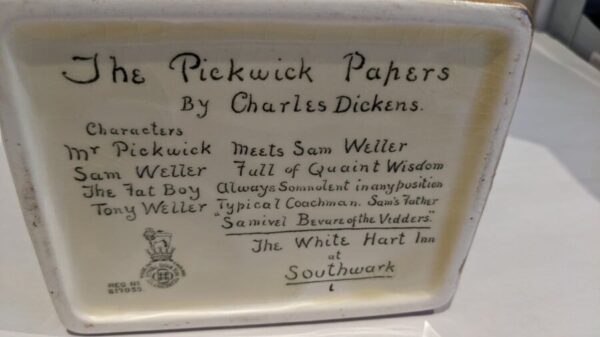 The Pickwick Papers
By Charles Dickens.
Characters
Mr Pickwick meets Sam Weller
Sam Weller Full of Quaint Wisdom
The Fat Boy Always Somnolent in any position
Tony Weller Typical Coachman. Sam's Father
"Samivel Beware of the Vidders."
The White Hart Inn
at
Southwark
REG No